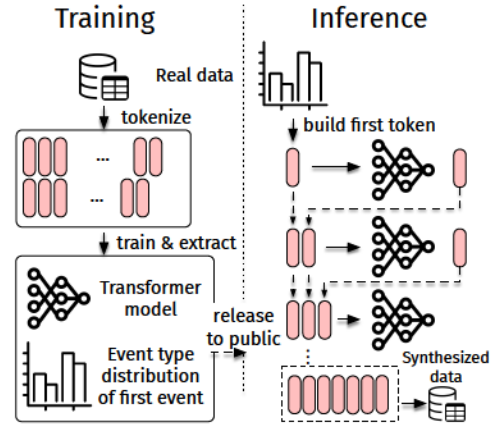 Training
Real data
tokenize
...
...
train & extract
Transformer
model
Event type
distribution
of first event
release
to public
Inference
build first token
...
Synthesized
data